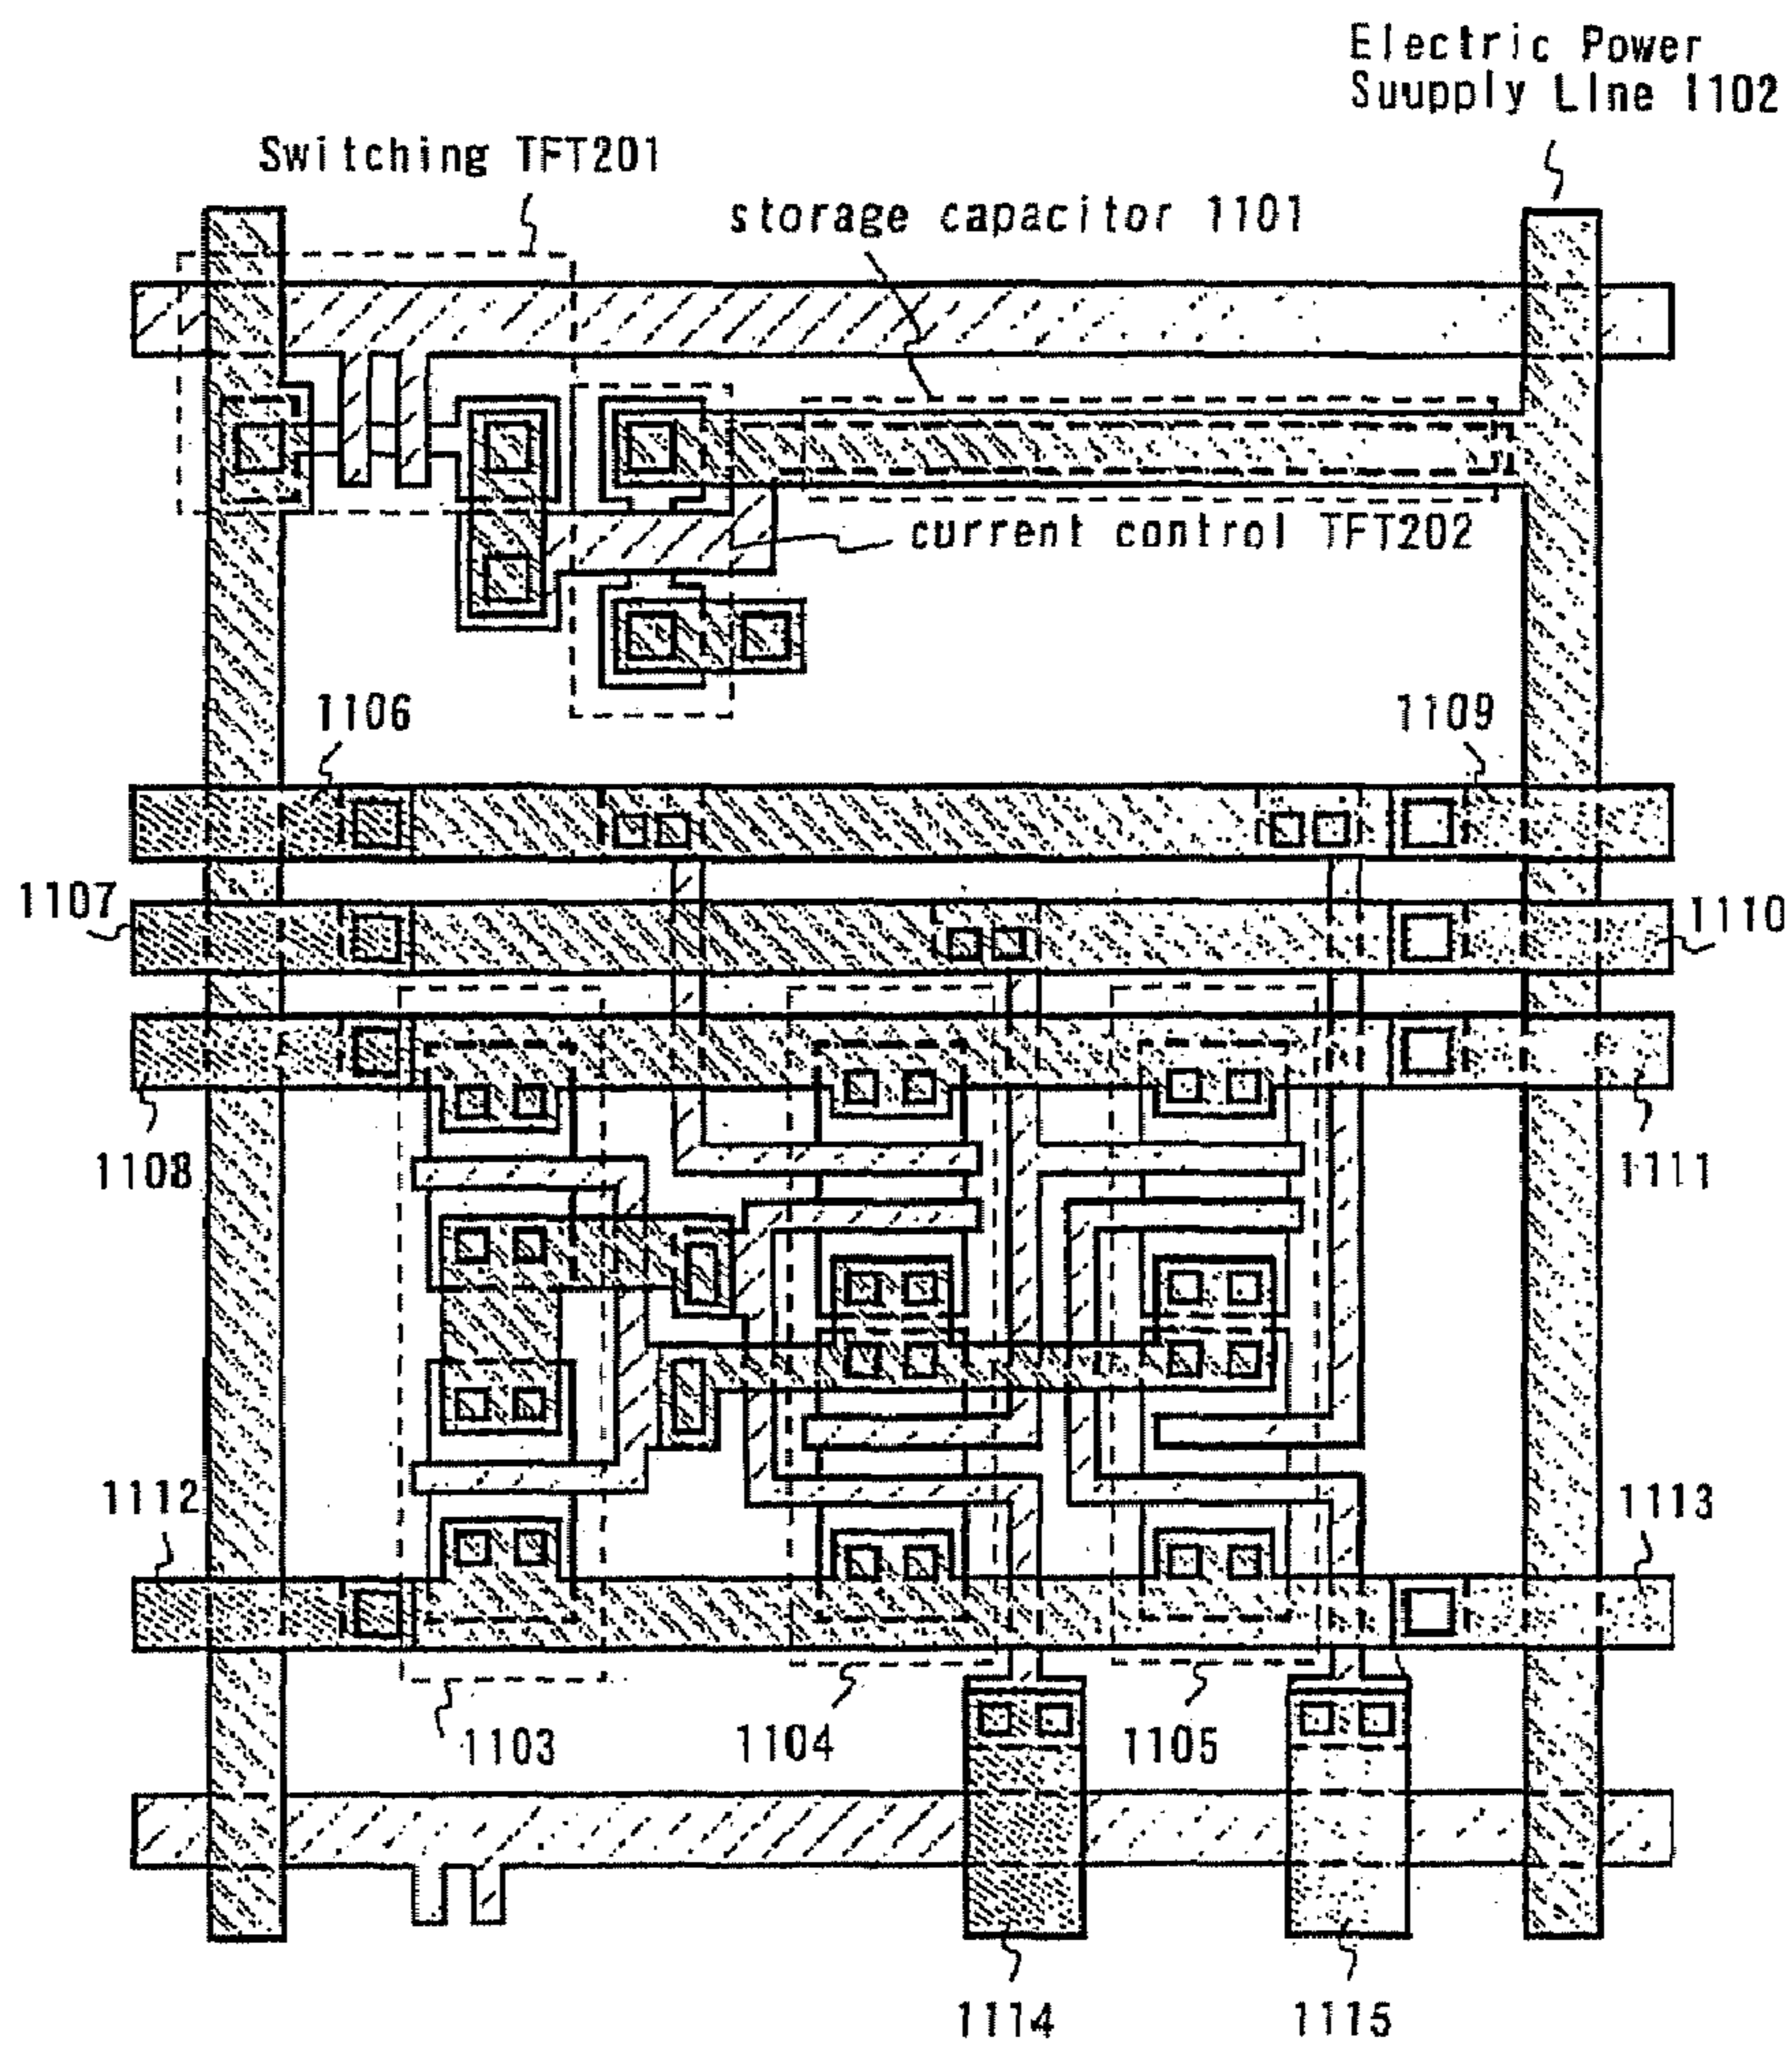 Electric Power
Suupply LIne 1102
Switching TFT201
storage capacitor 1101
current control TFT202
1106
1109
1107
1110
1108
1111
1112
1113
1103
1104
1105
1114
1115